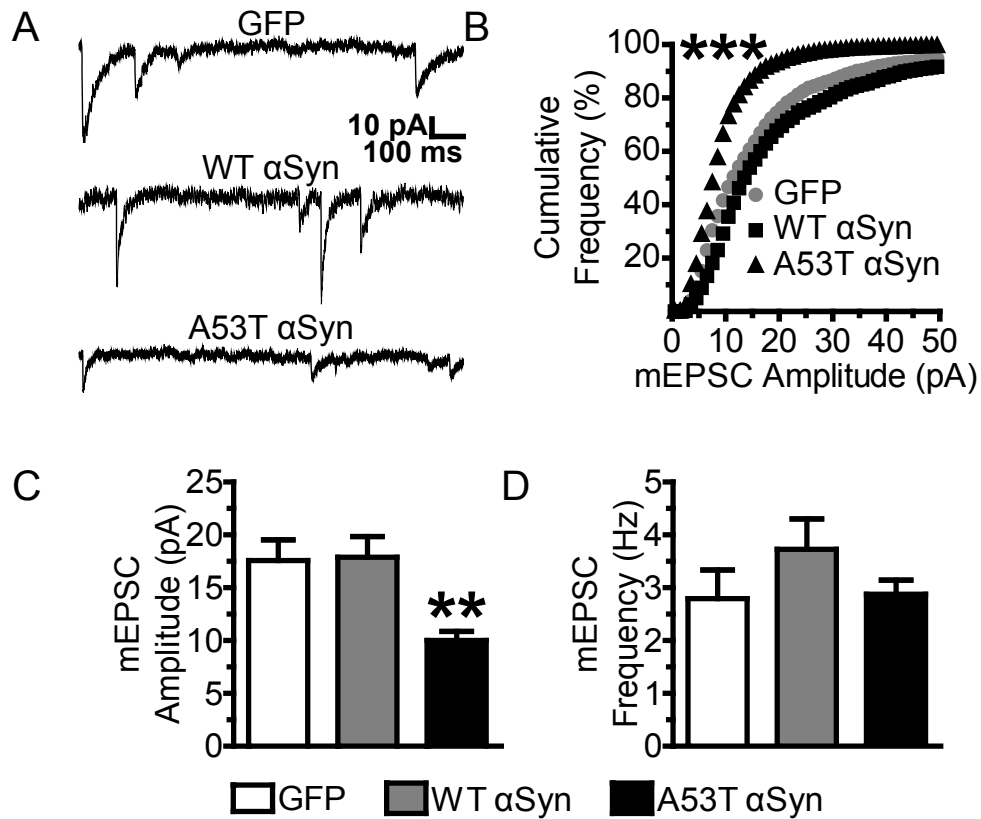 A
GFP
10 pA
100 ms
WT αSyn
A53T αSyn
B
***
Cumulative
Frequency (%)
100
80
60
40
20
GFP
WT αSyn
A53T αSyn
0 10 20 30 40 50
mEPSC Amplitude (pA)
C
mEPSC
Amplitude (pA)
25
20
15
10
5
0
**
D
mEPSC
Frequency (Hz)
5
4
3
2
1
0
GFP WT αSyn A53T αSyn